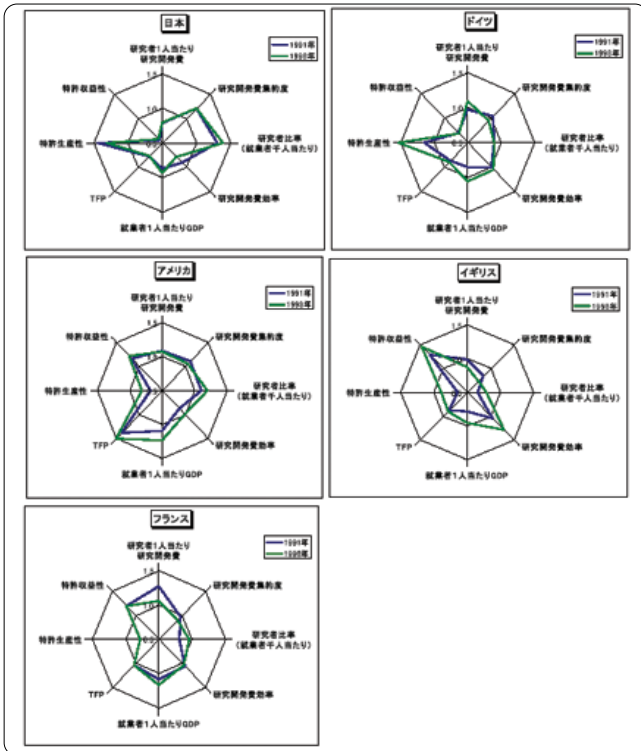 日本
1991年
1998年
研究者1人当たり
研究開発費
研究開発費集約度
研究者比率
(就業者千人当たり)
研究開発費効率
就業者1人当たりGDP
TFP
特許生産性
特許収益性
1.5
1.0
0.5
ドイツ
1991年
1998年
研究者1人当たり
研究開発費
研究開発費集約度
研究者比率
(就業者千人当たり)
研究開発費効率
就業者1人当たりGDP
TFP
特許生産性
特許収益性
1.5
1.0
0.5
アメリカ
1991年
1998年
研究者1人当たり
研究開発費
研究開発費集約度
研究者比率
(就業者千人当たり)
研究開発費効率
就業者1人当たりGDP
TFP
特許生産性
特許収益性
イギリス
1991年
1998年
研究者1人当たり
研究開発費
研究開発費集約度
研究者比率
(就業者千人当たり)
研究開発費効率
就業者1人当たりGDP
TFP
特許生産性
特許収益性
1.5
フランス
1991年
1998年
研究者1人当たり
研究開発費
研究開発費集約度
研究者比率
(就業者千人当たり)
研究開発費効率
就業者1人当たりGDP
TFP
特許生産性
特許収益性
1.5
1.0
0.5